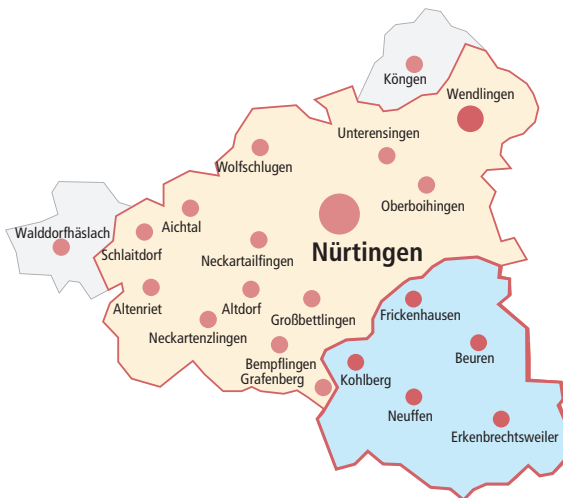 Köngen
Wendlingen
Unterensingen
Wolfschlugen
Oberboihingen
Aichtal
Walddorfhäslach
Schlaitdorf
Neckartailfingen
Nürtingen
Altenriet
Altdorf
Großbettlingen
Frickenhausen
Neckartenzlingen
Beuren
Bempflingen
Grafenberg
Kohlberg
Neuffen
Erkenbrechtsweiler